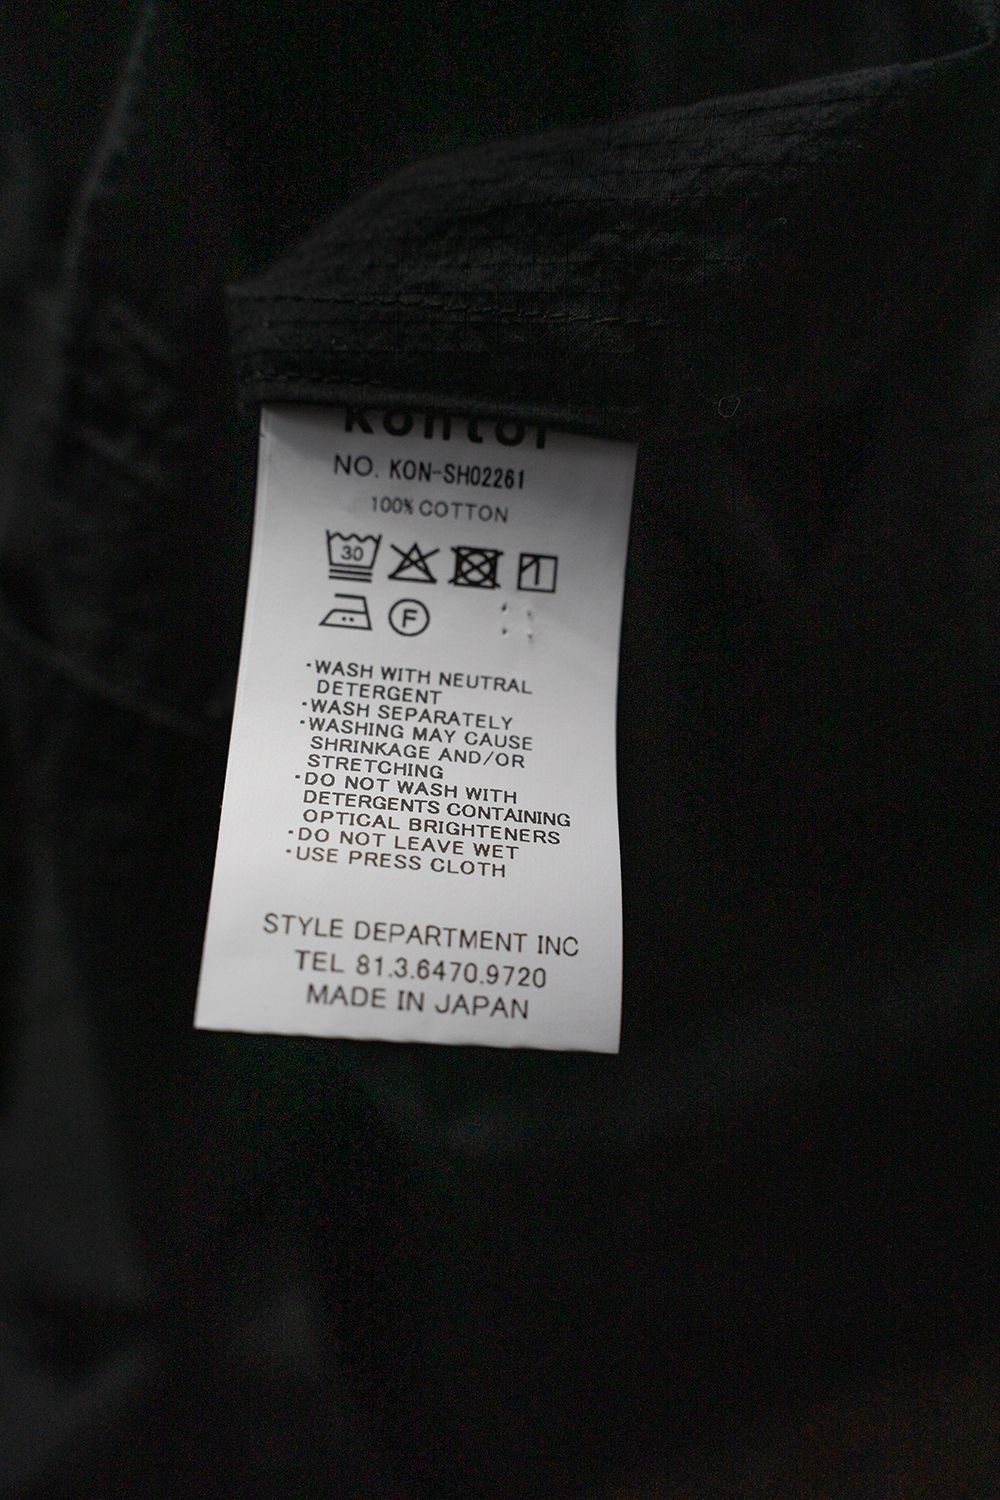 kontor
NO. KON-SH02261
100% COTTON
30
F
·WASH WITH NEUTRAL
DETERGENT
·WASH SEPARATELY
·WASHING MAY CAUSE
SHRINKAGE AND/OR
STRETCHING
·DO NOT WASH WITH
DETERGENTS CONTAINING
OPTICAL BRIGHTENERS
·DO NOT LEAVE WET
·USE PRESS CLOTH
STYLE DEPARTMENT INC
TEL 81.3.6470.9720
MADE IN JAPAN